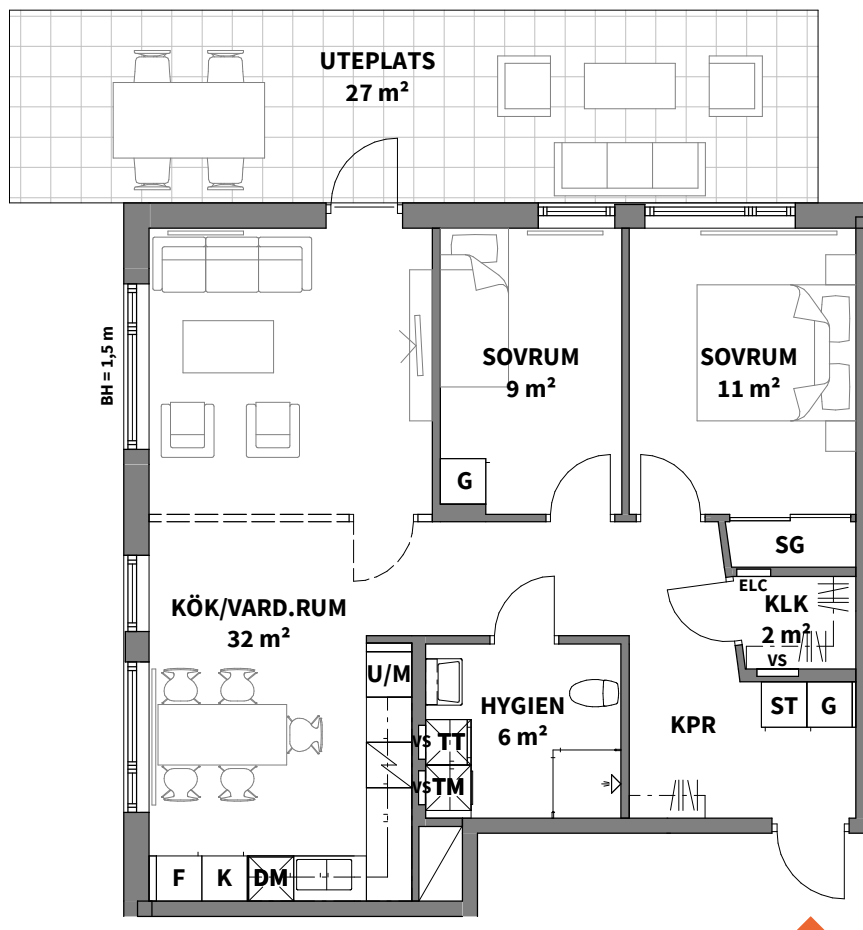 UTEPLATS
27 m²
BH = 1,5 m
SOVRUM
9 m²
SOVRUM
11 m²
G
SG
ELC
KLK
2 m²
VS
KÖK/VARD.RUM
32 m²
U/M
HYGIEN
6 m²
VS TT
VS TM
KPR
ST G
F K DM